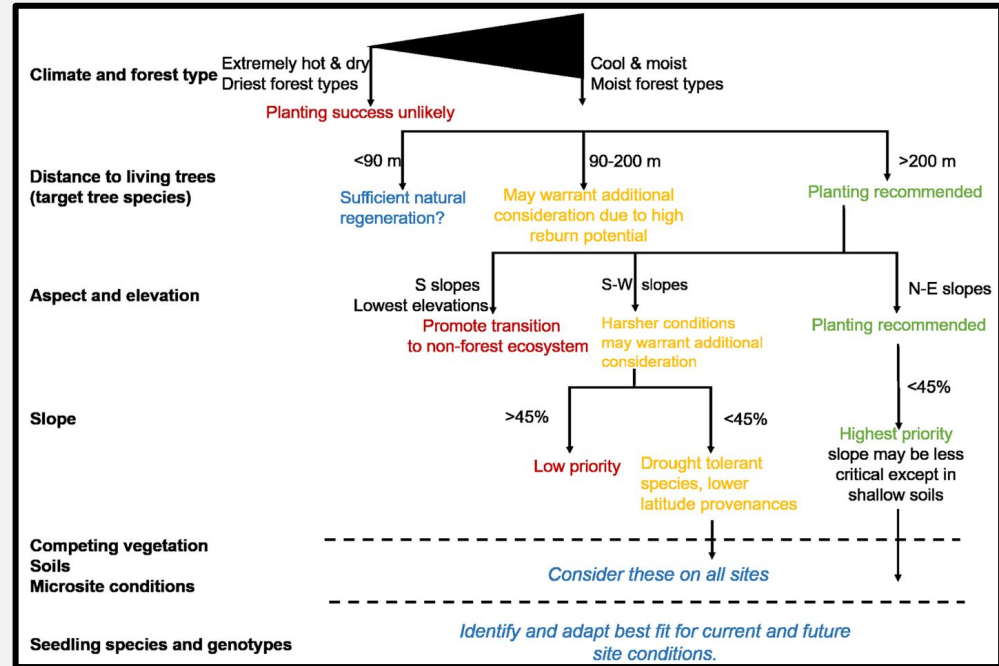 Climate and forest type
Extremely hot & dry
Driest forest types
Cool & moist
Moist forest types
Planting success unlikely
Distance to living trees
(target tree species)
<90 m
90-200 m
>200 m
Sufficient natural
regeneration?
May warrant additional
consideration due to high
reburn potential
Planting recommended
Aspect and elevation
S slopes
Lowest elevations
S-W slopes
N-E slopes
Promote transition
to non-forest ecosystem
Harsher conditions
may warrant additional
consideration
Planting recommended
Slope
>45%
<45%
<45%
Low priority
Drought tolerant
species, lower
latitude provenances
Highest priority
slope may be less
critical except in
shallow soils
Competing vegetation
Soils
Microsite conditions
Consider these on all sites
Seedling species and genotypes
Identify and adapt best fit for current and future
site conditions.